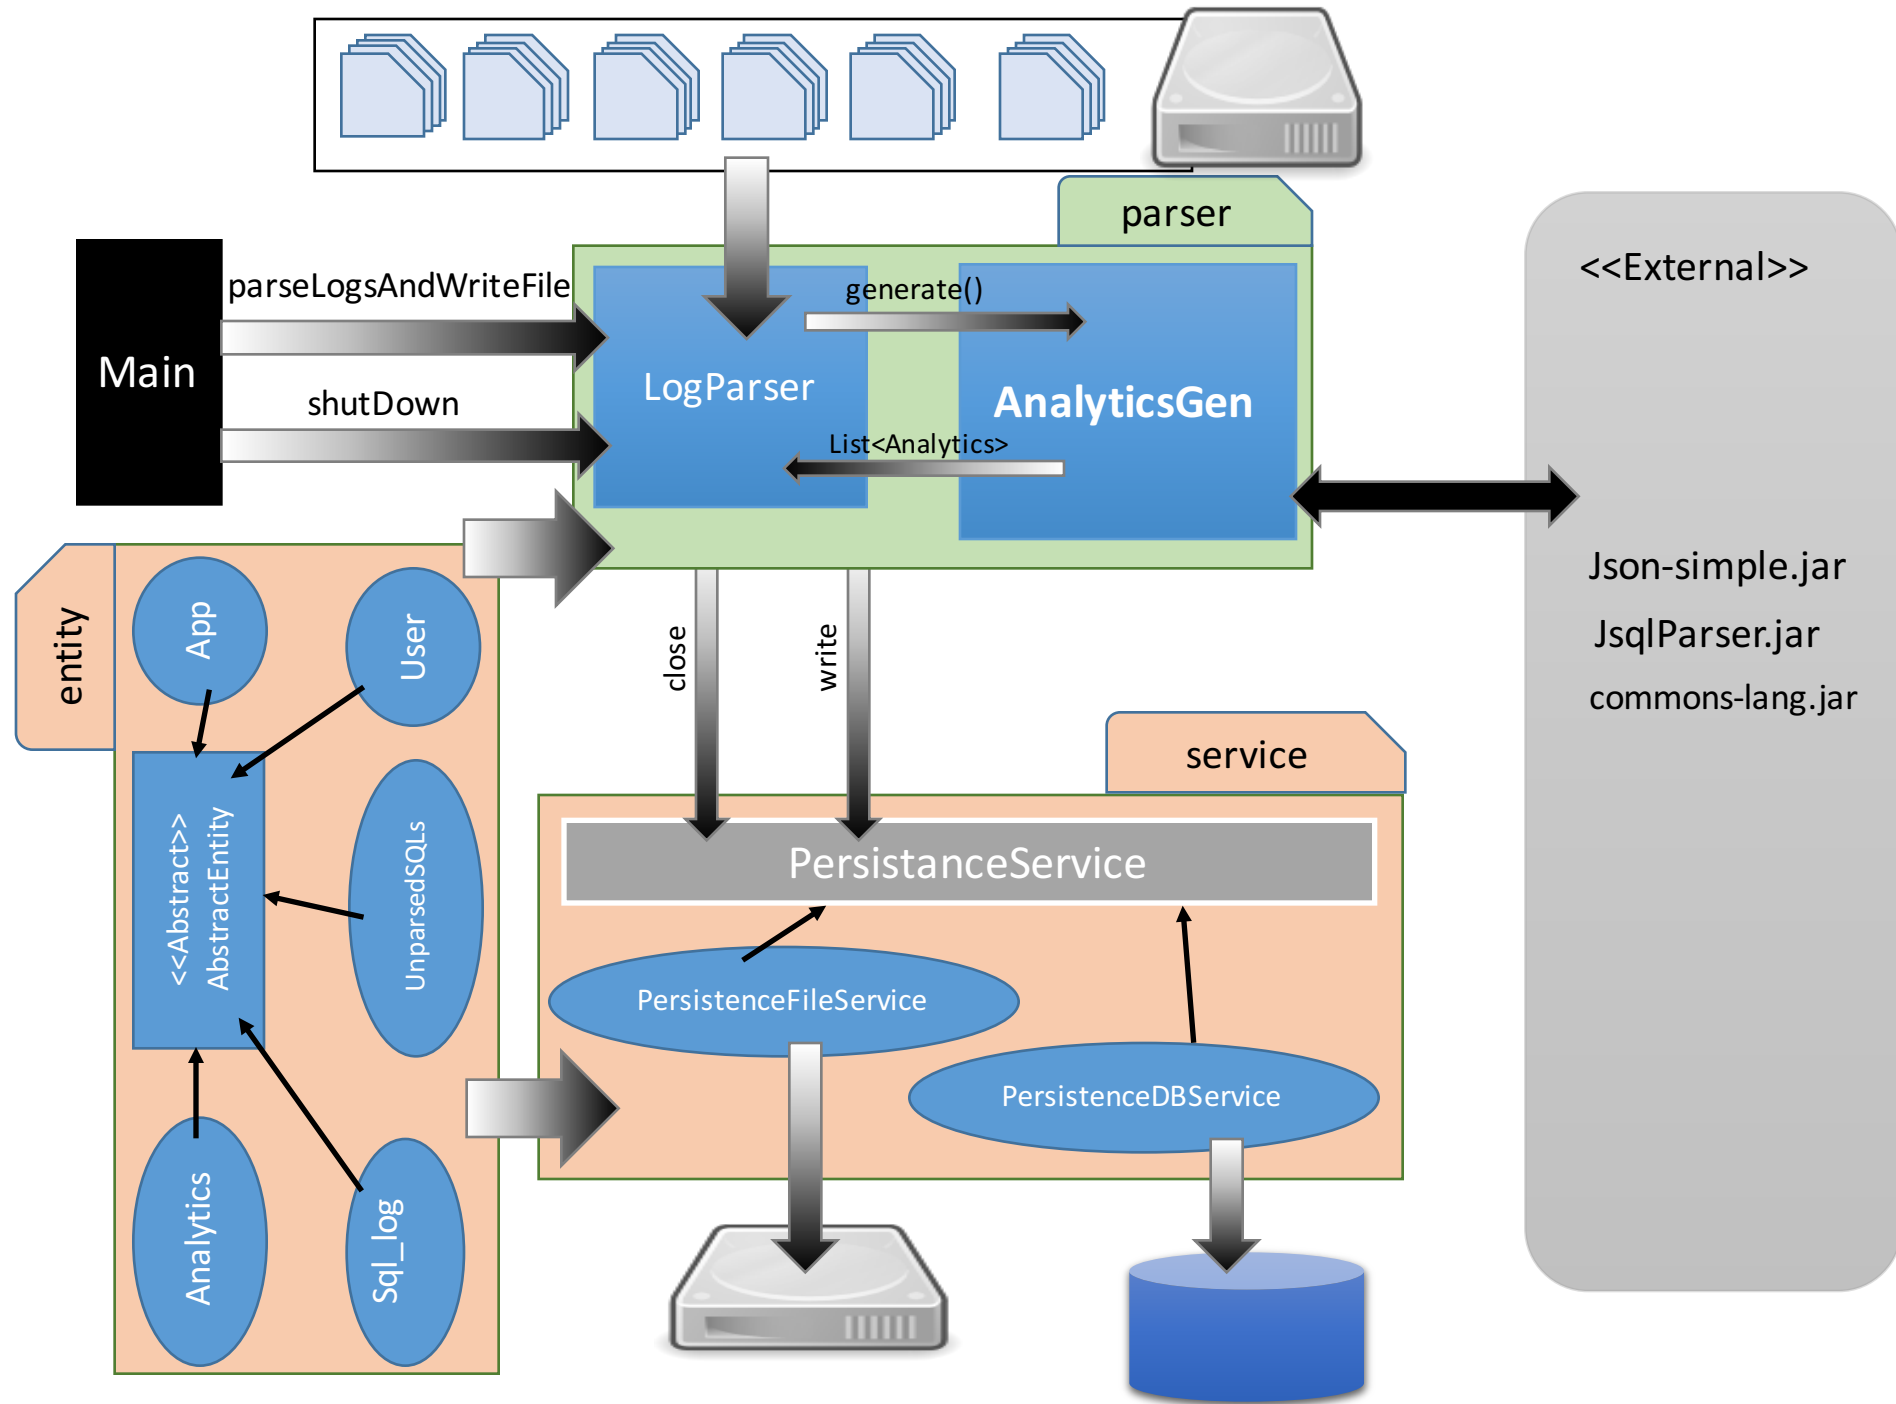 parser
<<External>>
parseLogsAndWriteFile
generate()
Main
LogParser
AnalyticsGen
shutDown
List<Analytics>
Json-simple.jar
JsqlParser.jar
commons-lang.jar
entity
App
User
close
write
service
<<Abstract>>
AbstractEntity
UnparsedSQLs
PersistanceService
PersistenceFileService
PersistenceDBService
Analytics
Sql_log